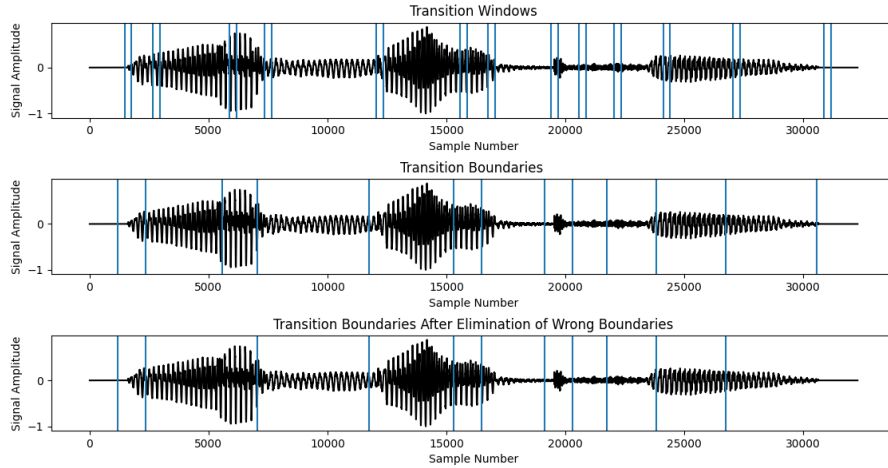 Transition Windows
Signal Amplitude
0
−1
0 5000 10000 15000 20000 25000 30000
Sample Number
Transition Boundaries
Signal Amplitude
0
−1
0 5000 10000 15000 20000 25000 30000
Sample Number
Transition Boundaries After Elimination of Wrong Boundaries
Signal Amplitude
0
−1
0 5000 10000 15000 20000 25000 30000
Sample Number